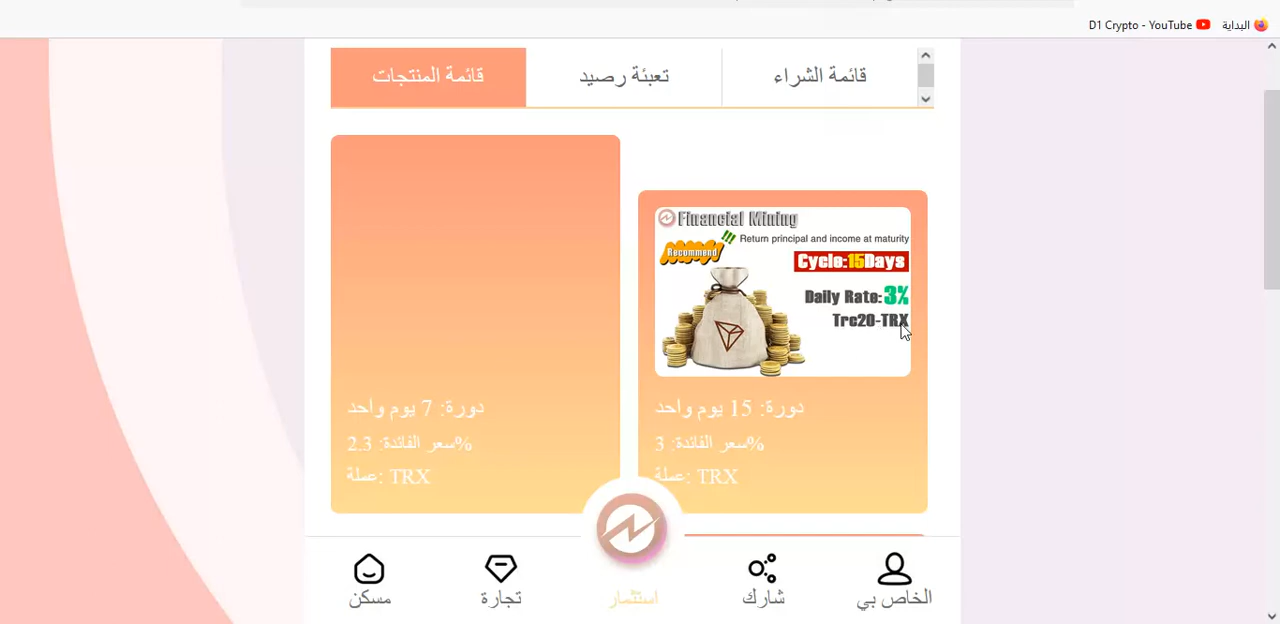 D1 Crypto - YouTube
البداية
قائمة الشراء
تعبئة رصيد
قائمة المنتجات
Financial Mining
Return principal and income at maturity
Recommend
Cycle:15Days
Daily Rate:3%
Trc20-TRX
دورة: 7 يوم واحد
%سعر الفائدة: 2.3
عملة: TRX
دورة: 15 يوم واحد
%سعر الفائدة: 3
عملة: TRX
مسكن
تجارة
استثمار
شارك
الخاص بي